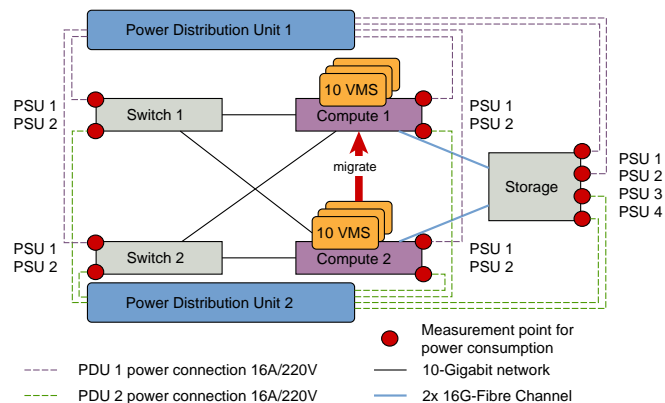 Power Distribution Unit 1
10 VMS
PSU 1
PSU 2
Switch 1
Compute 1
PSU 1
PSU 2
migrate
PSU 1
PSU 2
PSU 3
PSU 4
Storage
10 VMS
PSU 1
PSU 2
Switch 2
Compute 2
PSU 1
PSU 2
Power Distribution Unit 2
Measurement point for
power consumption
PDU 1 power connection 16A/220V
10-Gigabit network
PDU 2 power connection 16A/220V
2x 16G-Fibre Channel